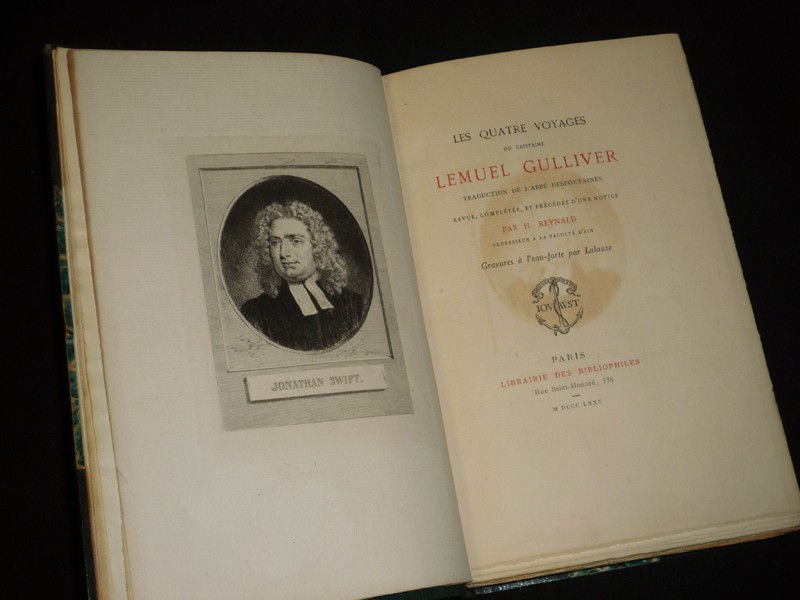 JONATHAN SWIFT.
LES QUATRE VOYAGES
DU CAPITAINE
LEMUEL GULLIVER
TRADUCTION DE L'ABBÉ DESFONTAINES
REVUE, COMPLÉTÉE, ET PRÉCÉDÉE D'UNE NOTICE
PAR H. REYNALD
PROFESSEUR A LA FACULTÉ D'AIX
Gravures à l'eau-forte par Lalauze
IOVAVST
PARIS
LIBRAIRIE DES BIBLIOPHILES
Rue Saint-Honoré, 338
M DCCC LXXV